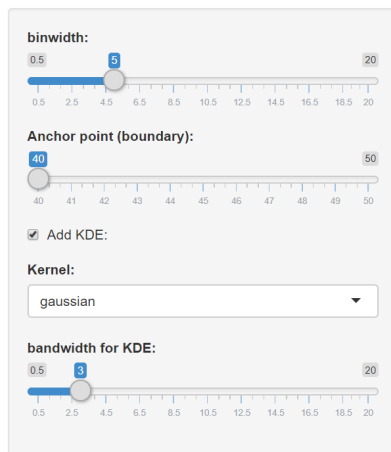 binwidth:
0.5 5 20
0.5 2.5 4.5 6.5 8.5 10.5 12.5 14.5 16.5 18.5 20
Anchor point (boundary):
40 50
40 41 42 43 44 45 46 47 48 49 50
Add KDE:
Kernel:
gaussian
bandwidth for KDE:
0.5 3 20
0.5 2.5 4.5 6.5 8.5 10.5 12.5 14.5 16.5 18.5 20